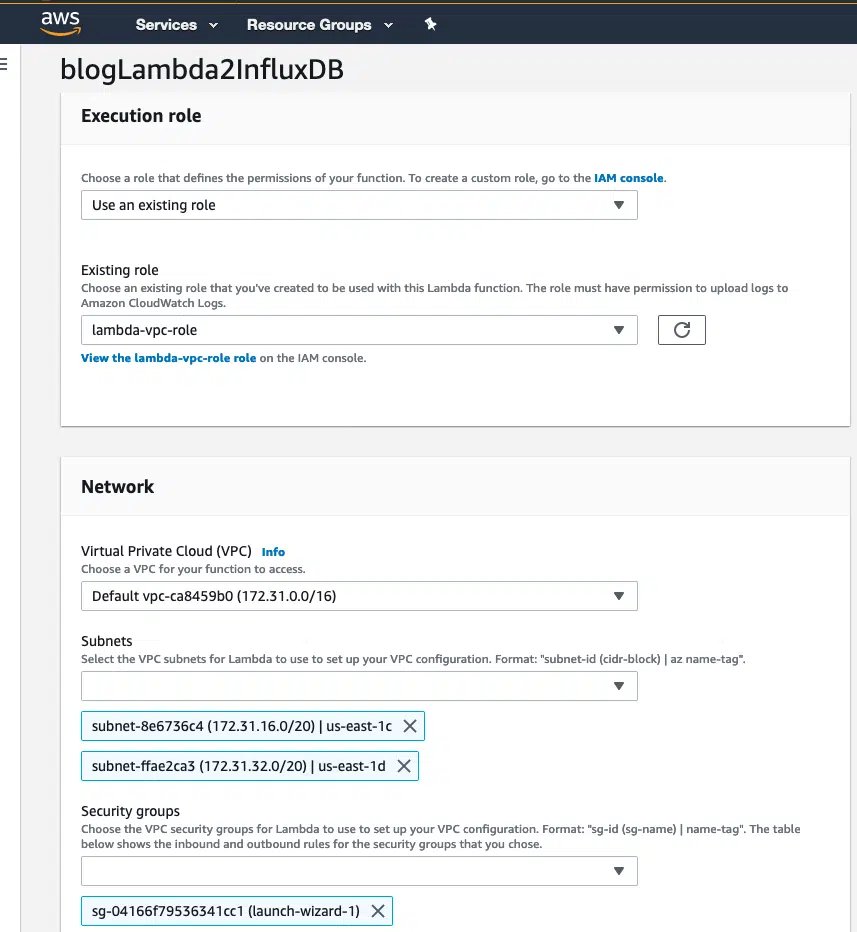 aws
Services
Resource Groups
blogLambda2InfluxDB
Execution role
Choose a role that defines the permissions of your function. To create a custom role, go to the IAM console.
Use an existing role
Existing role
Choose an existing role that you've created to be used with this Lambda function. The role must have permission to upload logs to
Amazon CloudWatch Logs.
lambda-vpc-role
View the lambda-vpc-role role on the IAM console.
Network
Virtual Private Cloud (VPC) Info
Choose a VPC for your function to access.
Default vpc-ca8459b0 (172.31.0.0/16)
Subnets
Select the VPC subnets for Lambda to use to set up your VPC configuration. Format: "subnet-id (cidr-block) | az name-tag".
subnet-8e6736c4 (172.31.16.0/20) | us-east-1c
subnet-ffae2ca3 (172.31.32.0/20) | us-east-1d
Security groups
Choose the VPC security groups for Lambda to use to set up your VPC configuration. Format: "sg-id (sg-name) | name-tag". The table
below shows the inbound and outbound rules for the security groups that you chose.
sg-04166f79536341cc1 (launch-wizard-1)